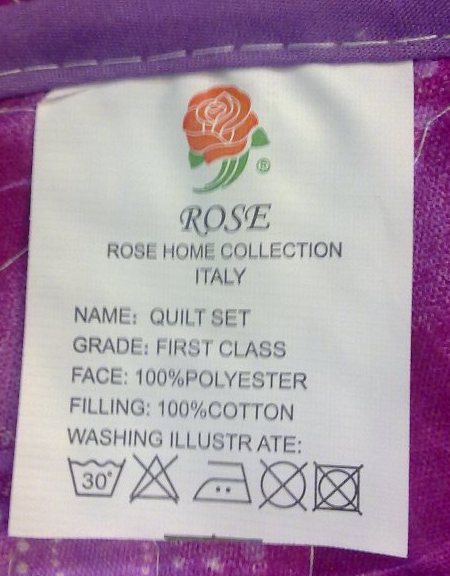 ®
ROSE
ROSE HOME COLLECTION
ITALY
NAME: QUILT SET
GRADE: FIRST CLASS
FACE: 100%POLYESTER
FILLING: 100%COTTON
WASHING ILLUSTR ATE:
30°